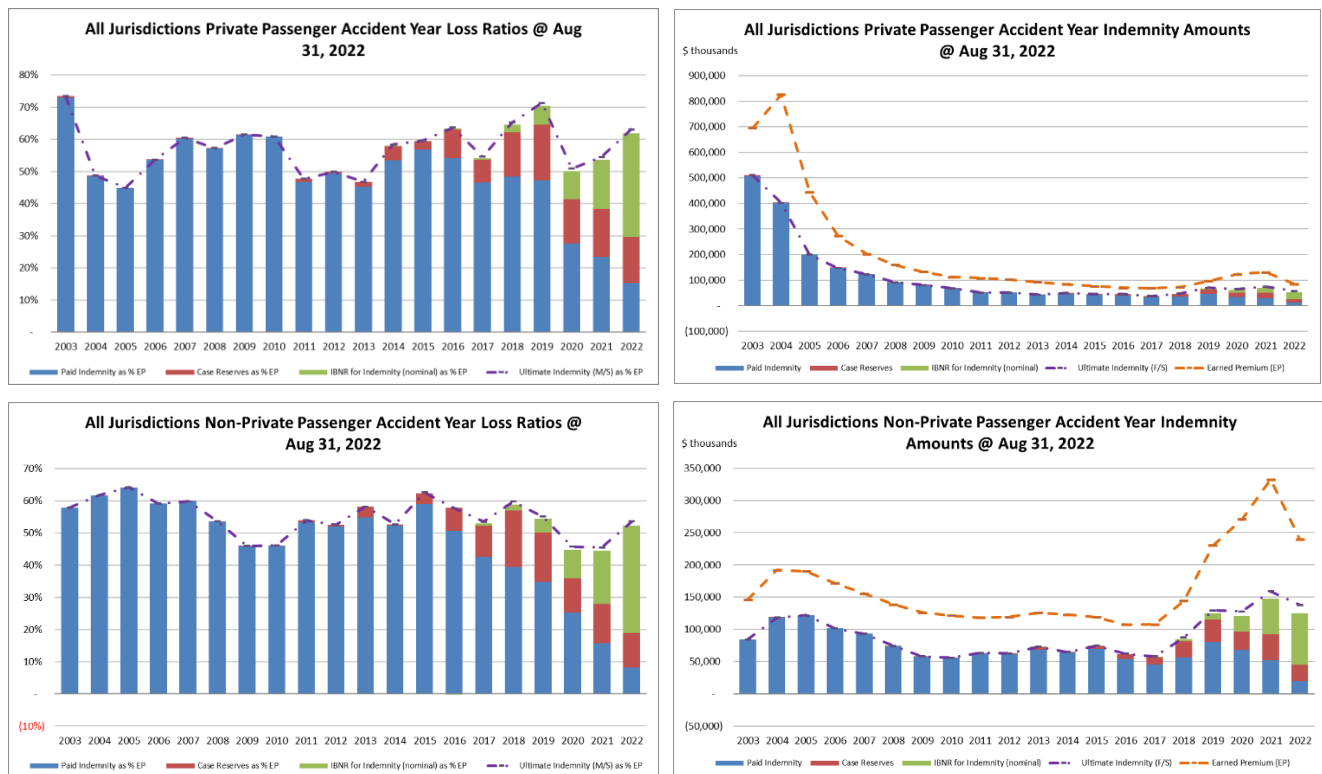 All Jurisdictions Private Passenger Accident Year Loss Ratios @ Aug
31, 2022
80%
70%
60%
50%
40%
30%
20%
10%
-
2003 2004 2005 2006 2007 2008 2009 2010 2011 2012 2013 2014 2015 2016 2017 2018 2019 2020 2021 2022
Paid Indemnity as % EP Case Reserves as % EP IBNR for Indemnity (nominal) as % EP Ultimate Indemnity (M/S) as % EP
All Jurisdictions Private Passenger Accident Year Indemnity Amounts
@ Aug 31, 2022
$ thousands
900,000
800,000
700,000
600,000
500,000
400,000
300,000
200,000
100,000
-
(100,000)
2003 2004 2005 2006 2007 2008 2009 2010 2011 2012 2013 2014 2015 2016 2017 2018 2019 2020 2021 2022
Paid Indemnity Case Reserves IBNR for Indemnity (nominal) Ultimate Indemnity (F/S) Earned Premium (EP)
All Jurisdictions Non-Private Passenger Accident Year Loss Ratios @
Aug 31, 2022
70%
60%
50%
40%
30%
20%
10%
-
(10%)
2003 2004 2005 2006 2007 2008 2009 2010 2011 2012 2013 2014 2015 2016 2017 2018 2019 2020 2021 2022
Paid Indemnity as % EP Case Reserves as % EP IBNR for Indemnity (nominal) as % EP Ultimate Indemnity (M/S) as % EP
All Jurisdictions Non-Private Passenger Accident Year Indemnity
Amounts @ Aug 31, 2022
$ thousands
350,000
300,000
250,000
200,000
150,000
100,000
50,000
-
(50,000)
2003 2004 2005 2006 2007 2008 2009 2010 2011 2012 2013 2014 2015 2016 2017 2018 2019 2020 2021 2022
Paid Indemnity Case Reserves IBNR for Indemnity (nominal) Ultimate Indemnity (F/S) Earned Premium (EP)